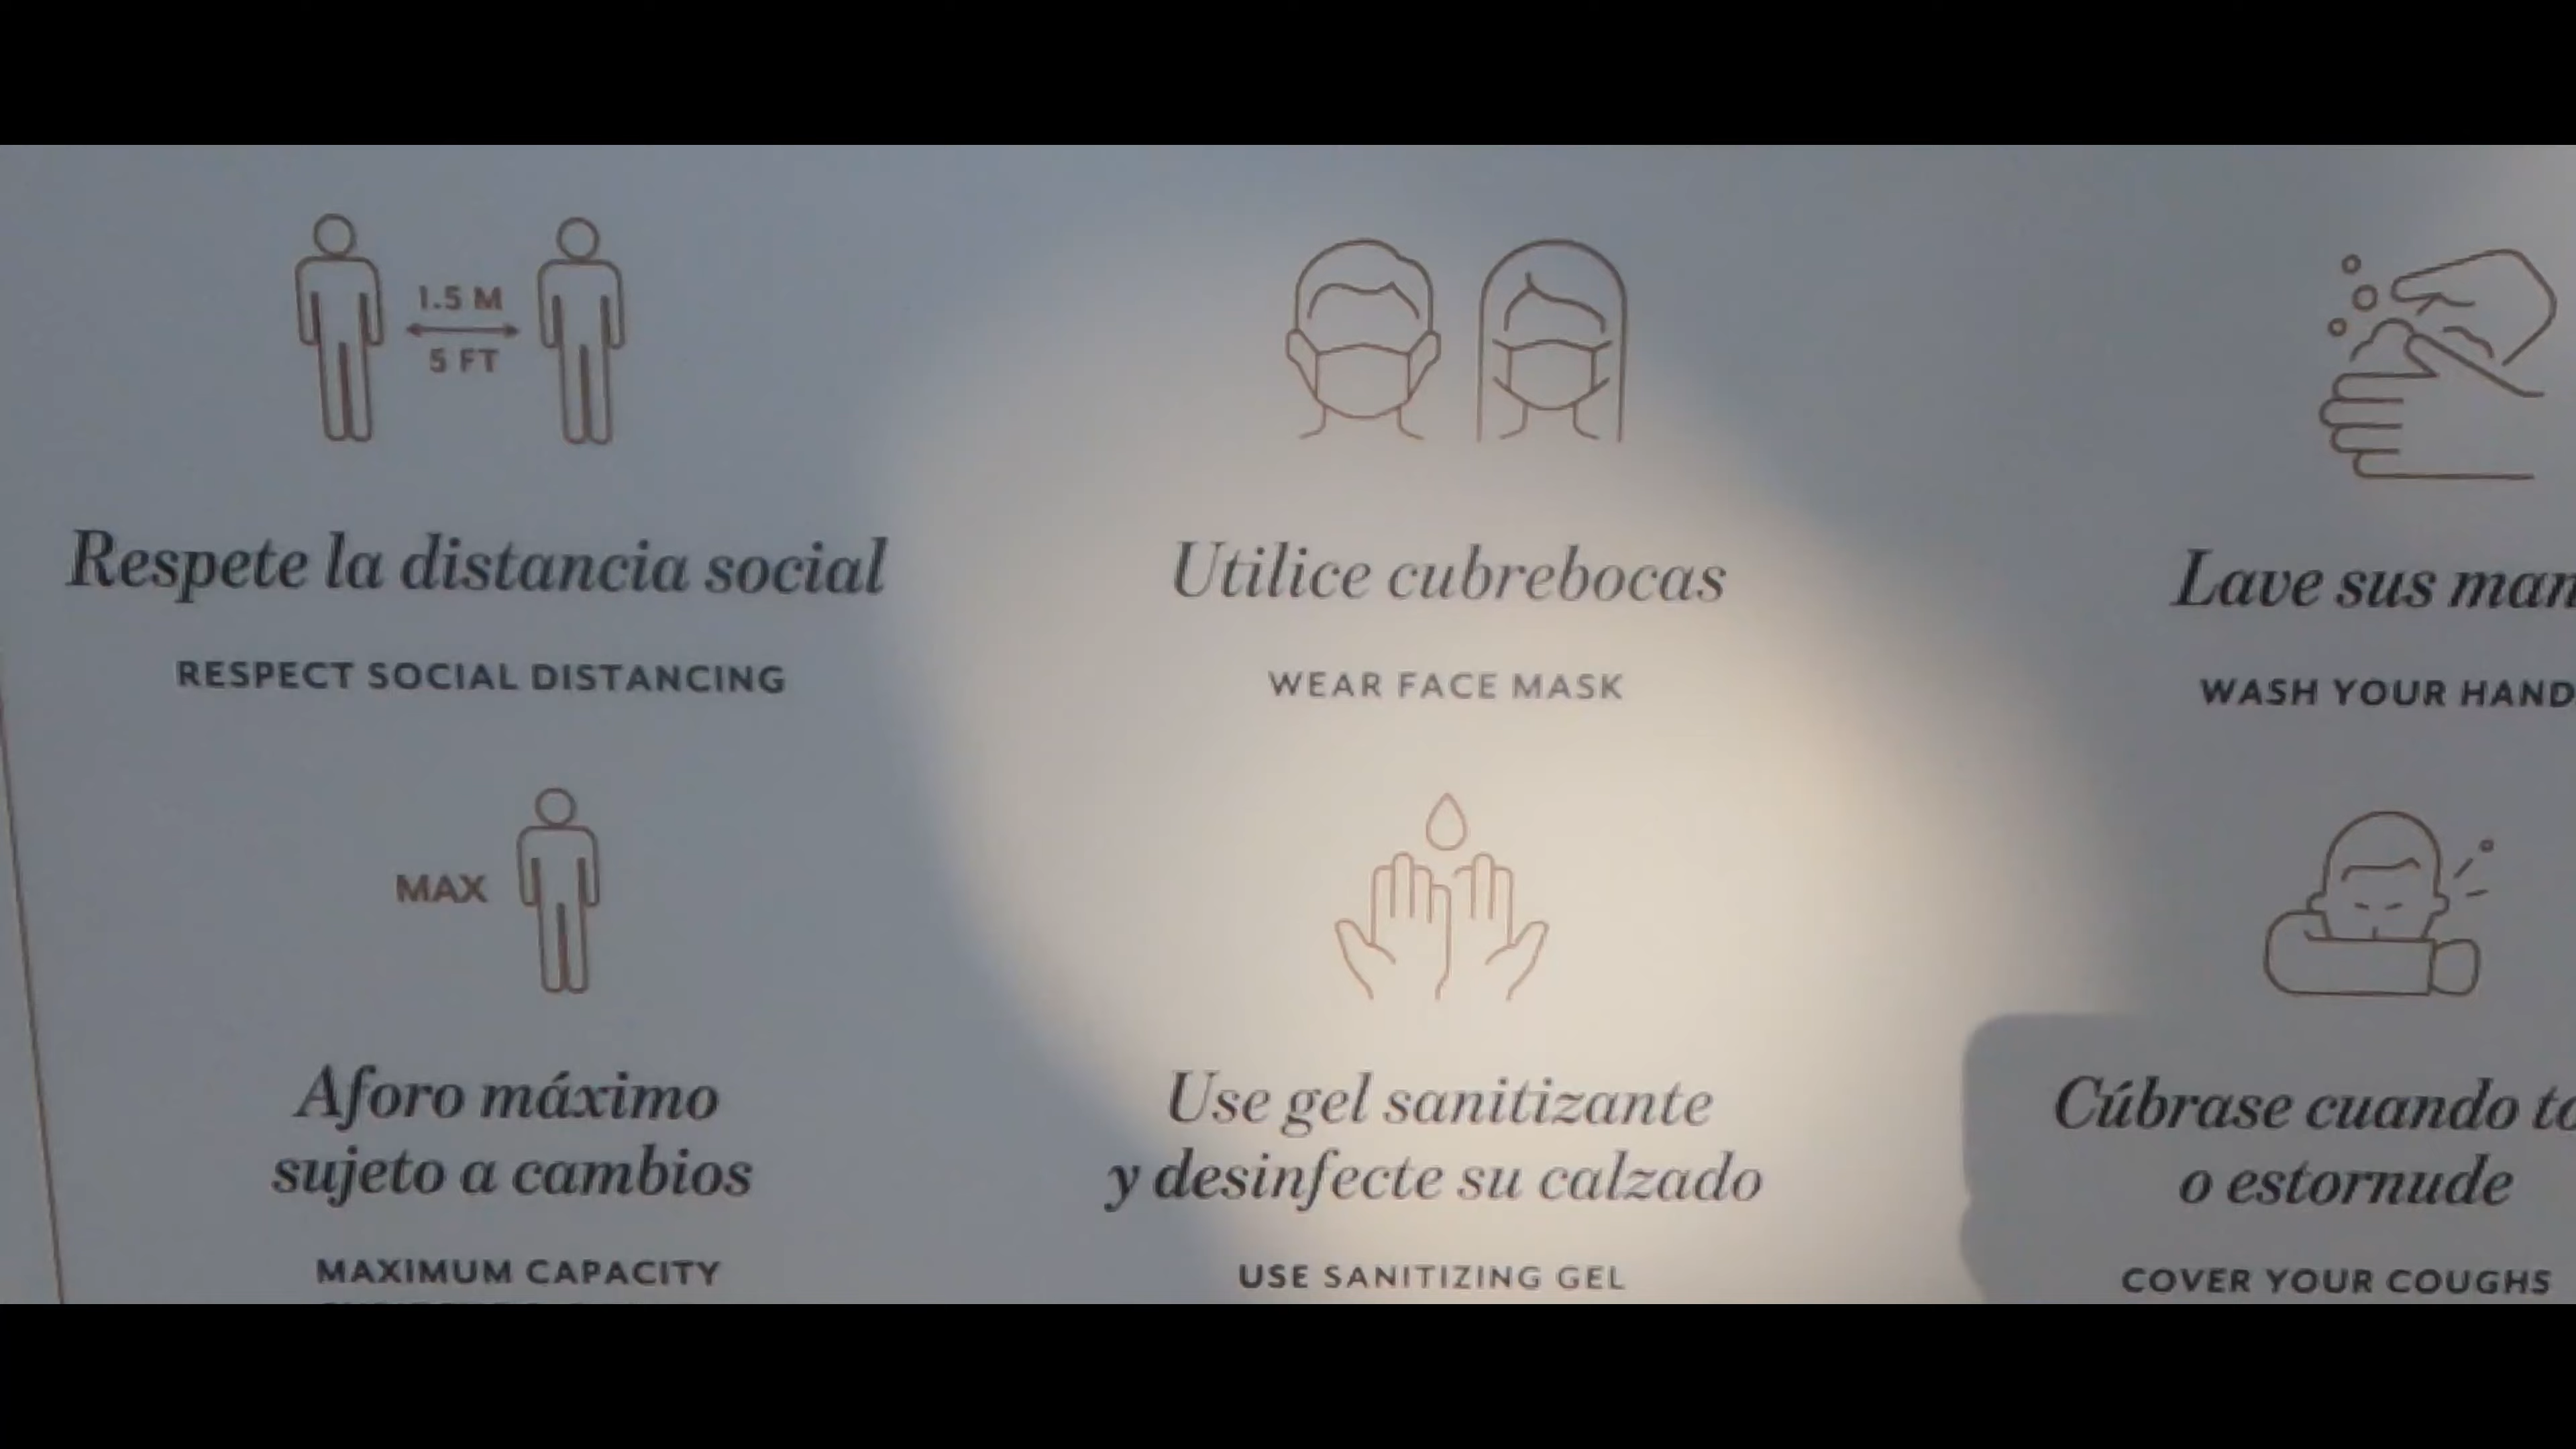 1.5 M
5 FT
Respete la distancia social
RESPECT SOCIAL DISTANCING
Utilice cubrebocas
WEAR FACE MASK
Lave sus
WASH YOUR
MAX
Aforo máximo
sujeto a cambios
MAXIMUM CAPACITY
Use gel sanitizante
y desinfecte su calzado
USE SANITIZING GEL
Cúbrase cuando
o estornude
COVER YOUR COUGHS